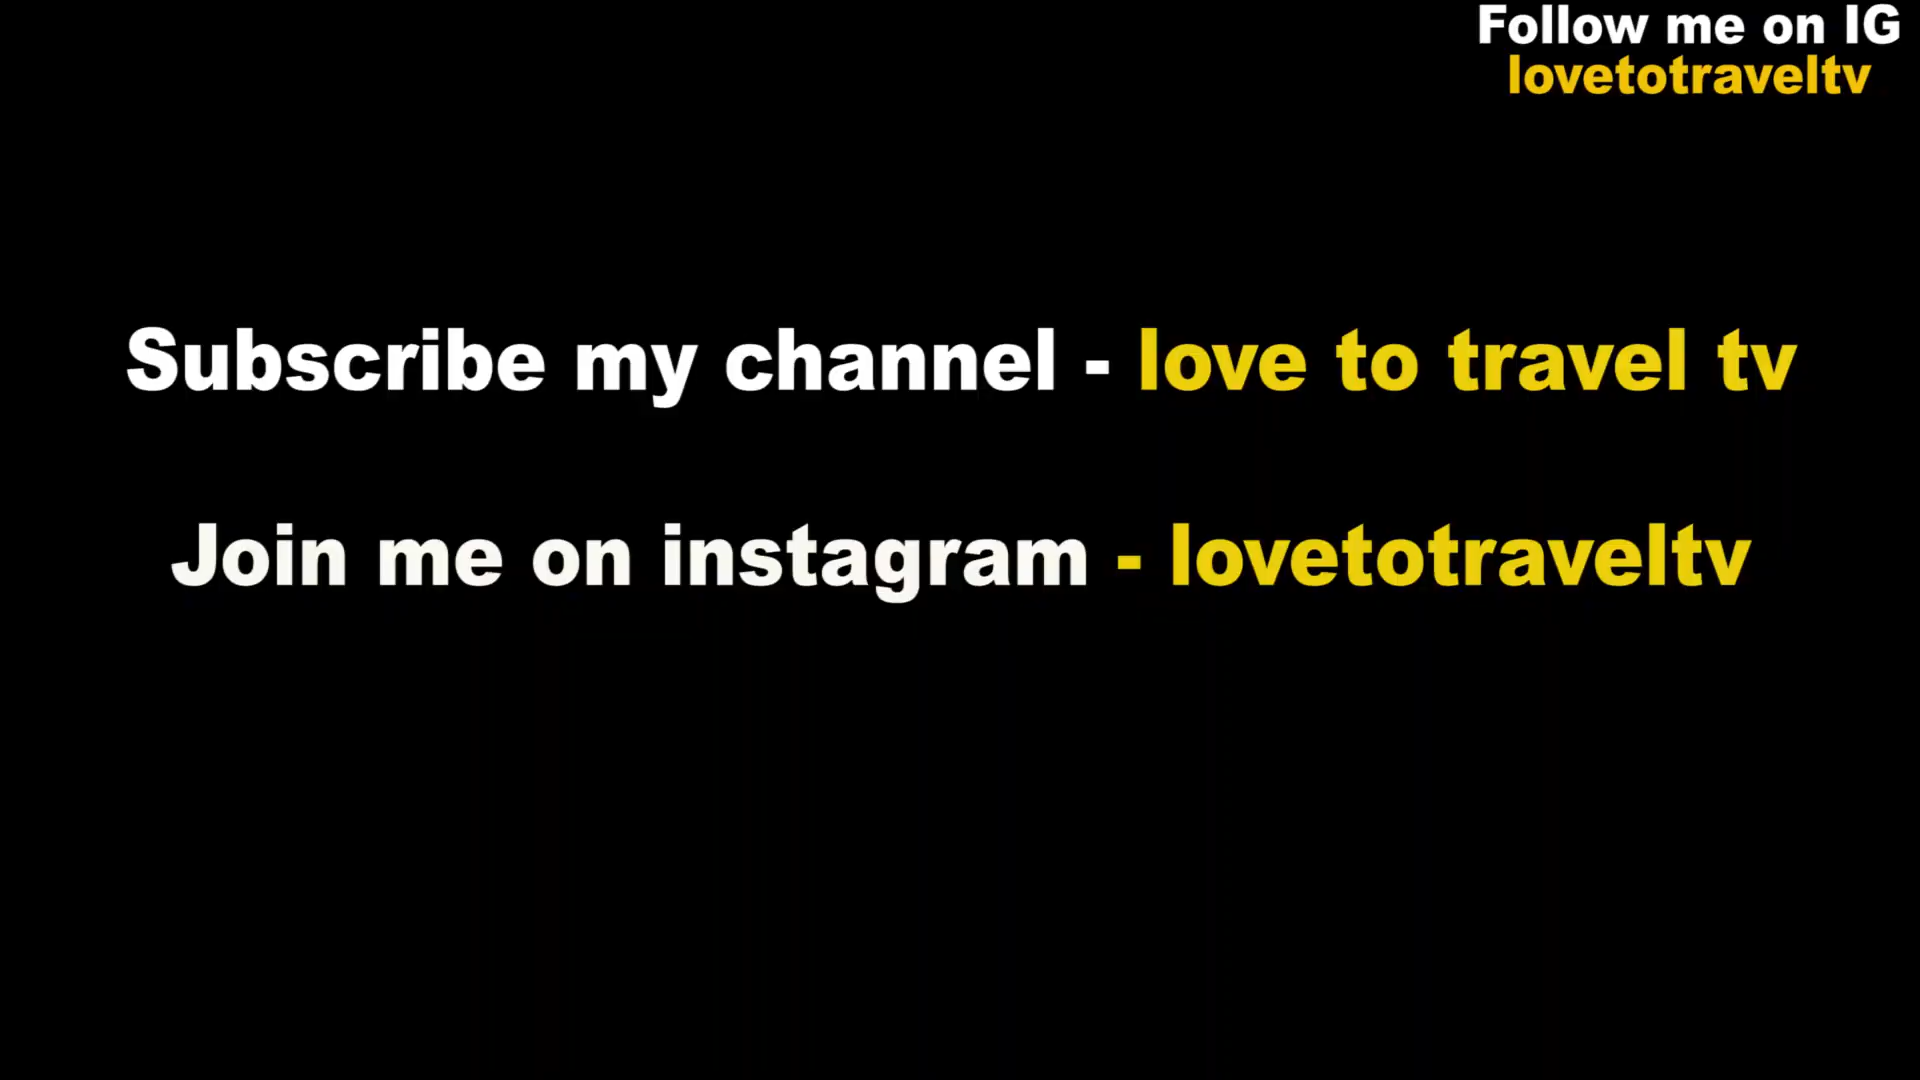 Follow me on IG
lovetotraveltv
Subscribe my channel - love to travel tv
Join me on instagram - lovetotraveltv